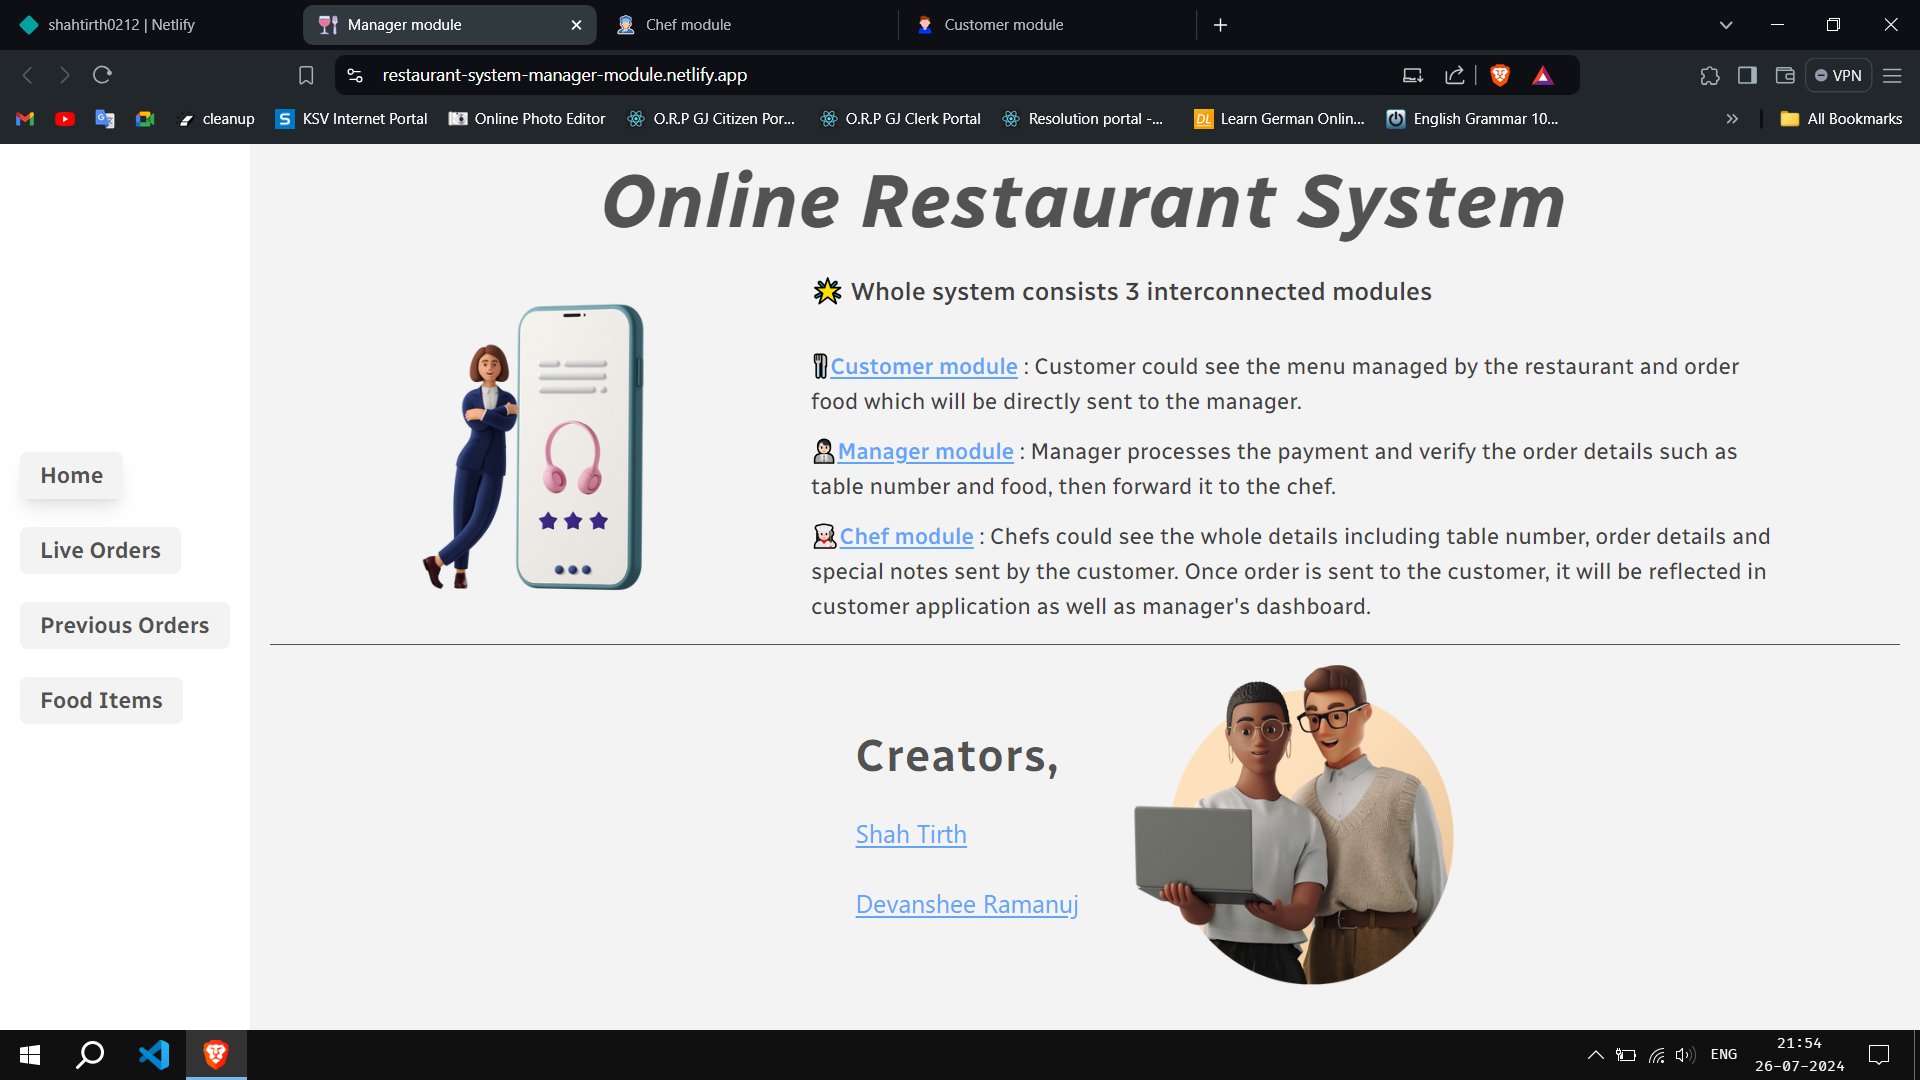 shahtirth0212 | Netlify
Manager module
Chef module
Customer module
restaurant-system-manager-module.netlify.app
VPN
cleanup
KSV Internet Portal
Online Photo Editor
O.R.P GJ Citizen Por...
O.R.P GJ Clerk Portal
Resolution portal -...
DL Learn German Onlin...
English Grammar 10...
All Bookmarks
Online Restaurant System
Whole system consists 3 interconnected modules
Customer module : Customer could see the menu managed by the restaurant and order
food which will be directly sent to the manager.
Manager module : Manager processes the payment and verify the order details such as
table number and food, then forward it to the chef.
Chef module : Chefs could see the whole details including table number, order details and
special notes sent by the customer. Once order is sent to the customer, it will be reflected in
customer application as well as manager's dashboard.
Home
Live Orders
Previous Orders
Food Items
Creators,
Shah Tirth
Devanshee Ramanuj
ENG
21:54
26-07-2024